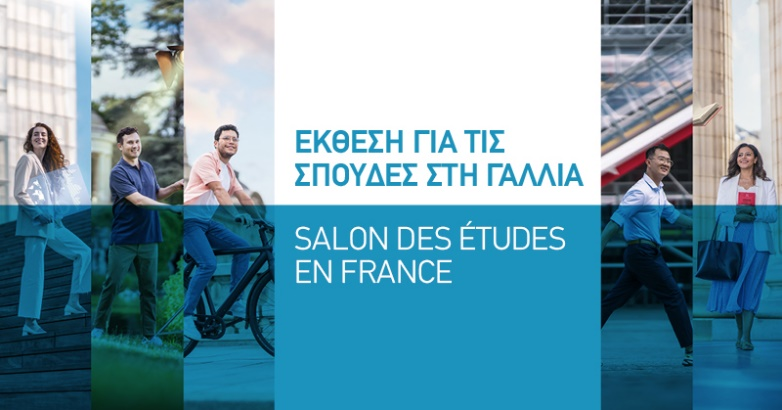 ΕΚΘΕΣΗ ΓΙΑ ΤΙΣ
ΣΠΟΥΔΕΣ ΣΤΗ ΓΑΛΛΙΑ
SALON DES ÉTUDES
EN FRANCE